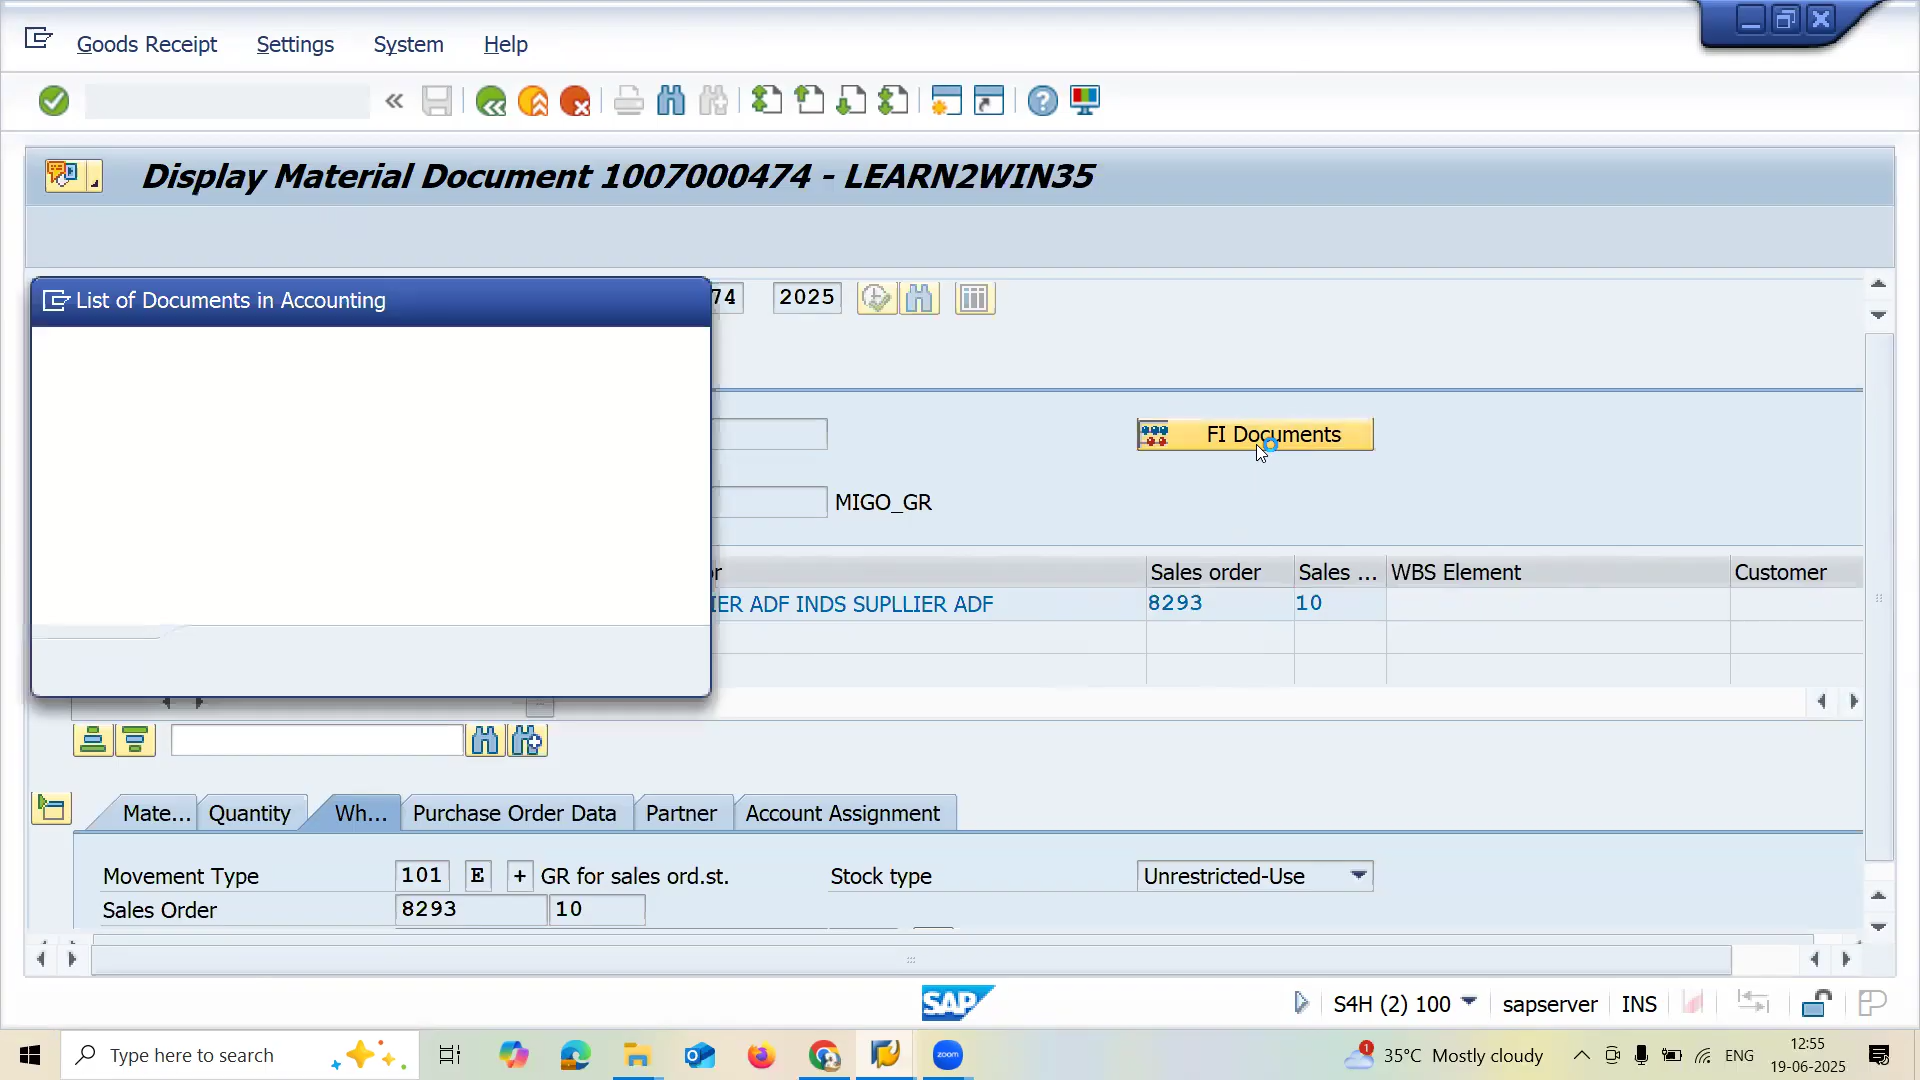 Goods Receipt Settings System Help
Display Material Document 1007000474 - LEARN2WIN35
List of Documents in Accounting
74 2025
FI Documents
MIGO_GR
Sales order Sales ... WBS Element Customer
IER ADF INDS SUPLLIER ADF 8293 10
Mate... Quantity Wh... Purchase Order Data Partner Account Assignment
Movement Type 101 E + GR for sales ord.st. Stock type Unrestricted-Use
Sales Order 8293 10
SAP S4H (2) 100 sapserver INS
Type here to search zoom 1 35°C Mostly cloudy ENG 12:55
19-06-2025